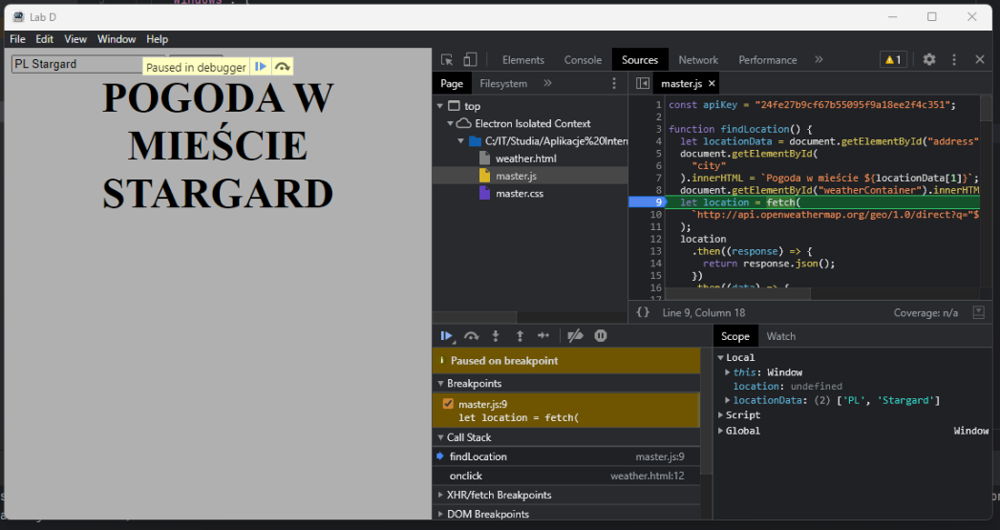 windows
Lab D
File Edit View Window Help
PL Stargard
Paused in debugger
POGODA W
MIEŚCIE
STARGARD
Elements Console Sources Network Performance » 1
Page Filesystem »
top
Electron Isolated Context
C:/IT/Studia/Aplikacje%20Inter
weather.html
master.js
master.css
master.js
1 const apiKey = "24fe27b9cf67b55095f9a18ee2f4c351";
2
3 function findLocation() {
4 let locationData = document.getElementById("address"
5 document.getElementById(
6 "city"
7 ).innerHTML = `Pogoda w mieście ${locationData[1]}`;
8 document.getElementById("weatherContainer").innerHTM
9 let location = fetch(
10 `http://api.openweathermap.org/geo/1.0/direct?q="$
11 );
12 location
13 .then((response) => {
14 return response.json();
15 })
16 .then((data) => {
17
{} Line 9, Column 18 Coverage: n/a
Paused on breakpoint
Breakpoints
master.js:9
let location = fetch(
Call Stack
findLocation master.js:9
onclick weather.html:12
XHR/fetch Breakpoints
DOM Breakpoints
Scope Watch
Local
this: Window
location: undefined
locationData: (2) ['PL', 'Stargard']
Script
Global Window